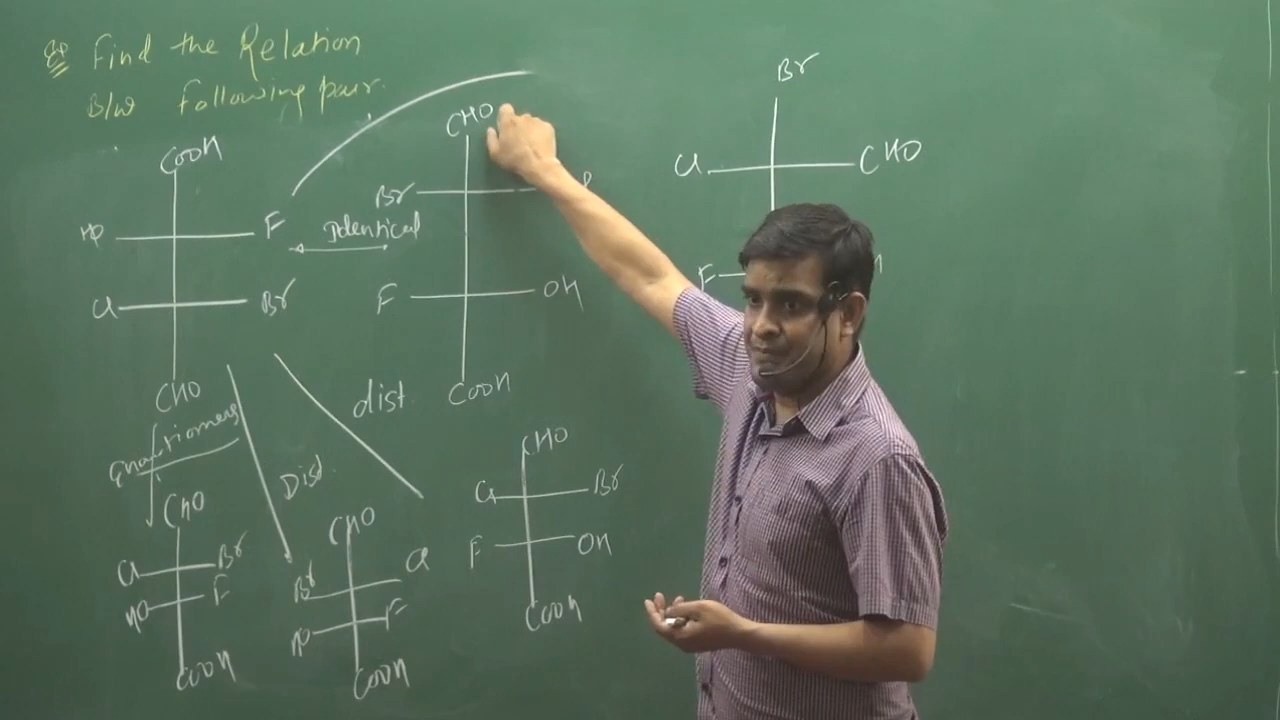 Find the Relation
B/w following pair.
COOH
HO F
Cl Br
CHO
Identical
CHO
Br
F OH
COOH
Br
Cl CHO
F
Enantiomers
Dist.
dist.
CHO
Cl Br
HO F
COOH
CHO
Br Cl
HO F
COOH
CHO
Cl Br
F OH
COOH